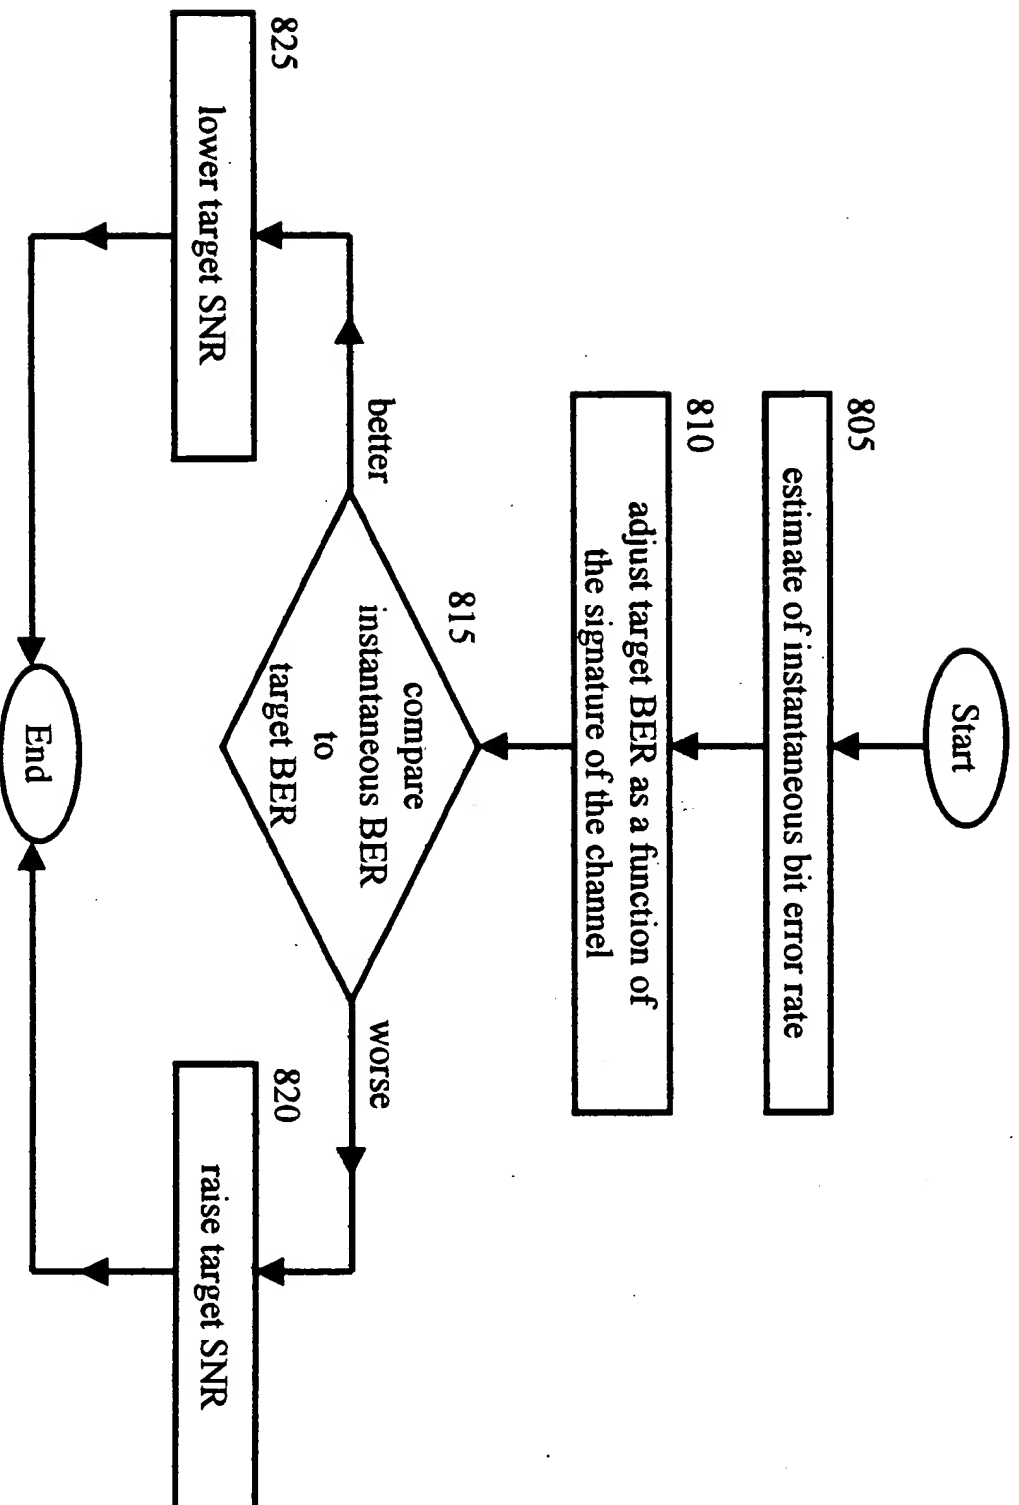 Start
805
estimate of instantaneous bit error rate
810
adjust target BER as a function of
the signature of the channel
815
compare
instantaneous BER
to
target BER
better
worse
825
lower target SNR
820
raise target SNR
End